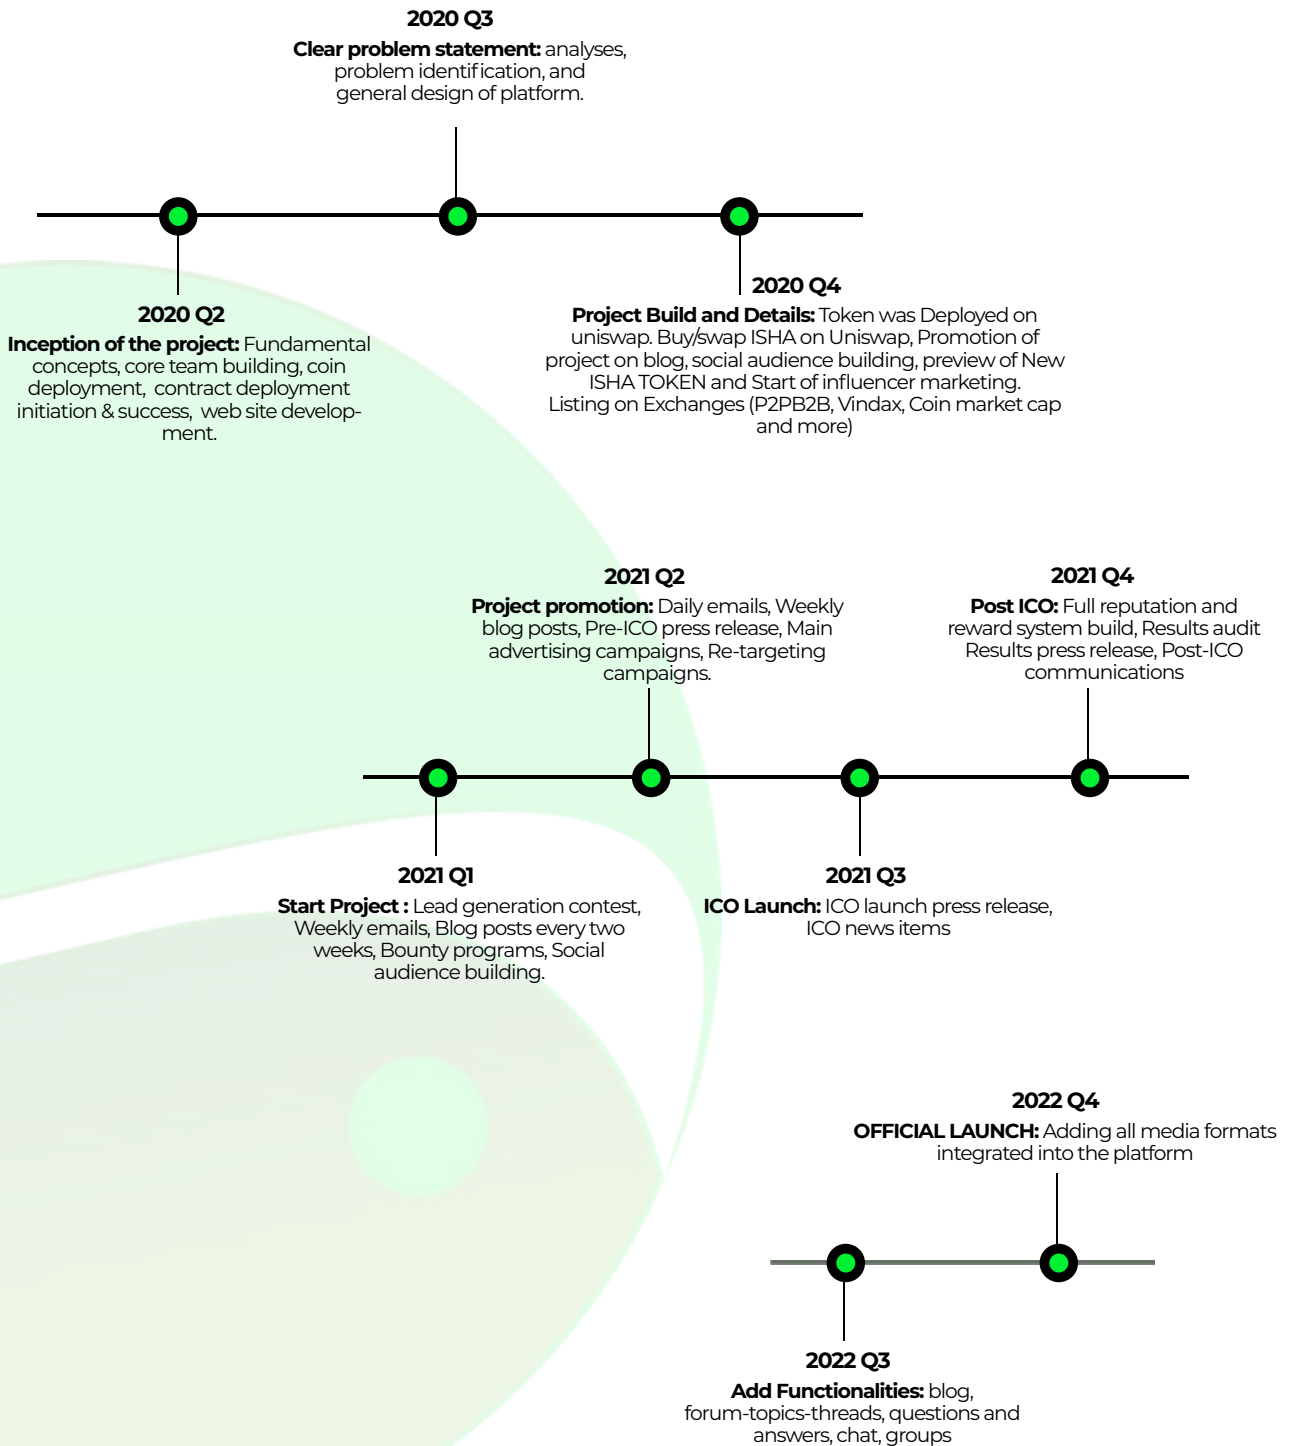 2020 Q3
Clear problem statement: analyses,
problem identification, and
general design of platform.
2020 Q2
Inception of the project: Fundamental
concepts, core team building, coin
deployment,  contract deployment
initiation & success,  web site develop-
ment.
2020 Q4
Project Build and Details: Token was Deployed on
uniswap. Buy/swap ISHA on Uniswap, Promotion of
project on blog, social audience building, preview of New
ISHA TOKEN and Start of influencer marketing.
Listing on Exchanges (P2PB2B, Vindax, Coin market cap
and more)
2021 Q2
Project promotion: Daily emails, Weekly
blog posts, Pre-ICO press release, Main
advertising campaigns, Re-targeting
campaigns.
2021 Q4
Post ICO: Full reputation and
reward system build, Results audit
Results press release, Post-ICO
communications
2021 Q1
Start Project : Lead generation contest,
Weekly emails, Blog posts every two
weeks, Bounty programs, Social
audience building.
2021 Q3
ICO Launch: ICO launch press release,
ICO news items
2022 Q4
OFFICIAL LAUNCH: Adding all media formats
integrated into the platform
2022 Q3
Add Functionalities: blog,
forum-topics-threads, questions and
answers, chat, groups